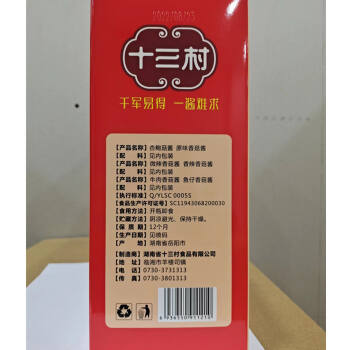 2022/08/23
十三村
千军易得 一酱难求
【产品名称】杏鲍菇酱 原味香菇酱
【配 料】见内包装
【产品名称】微辣香菇酱 香辣香菇酱
【配 料】见内包装
【产品名称】牛肉香菇酱 鱼仔香菇酱
【配 料】见内包装
【执行标准】Q/YLSC 0005S
【食品生产许可证号】SC11943068200030
【食用方法】开瓶即食
【贮藏方法】阴凉避光、保持干燥。
【保 质 期】12个月
【生产日期】见喷码
【产 地】湖南省岳阳市
【制造商】湖南省十三村食品有限公司
【地 址】临湘市羊楼司镇
【电 话】0730-3731313
【传 真】0730-3801313